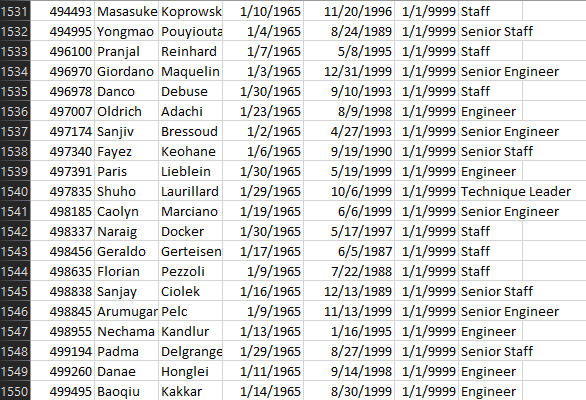 1531 494493 Masasuke Koprowsk 1/10/1965 11/20/1996 1/1/9999 Staff
1532 494995 Yongmao Pouyiouta 1/4/1965 8/24/1989 1/1/9999 Senior Staff
1533 496100 Pranjal Reinhard 1/7/1965 5/8/1995 1/1/9999 Staff
1534 496970 Giordano Maquelin 1/3/1965 12/31/1999 1/1/9999 Senior Engineer
1535 496978 Danco Debuse 1/30/1965 9/10/1993 1/1/9999 Staff
1536 497007 Oldrich Adachi 1/23/1965 8/9/1998 1/1/9999 Engineer
1537 497174 Sanjiv Bressoud 1/2/1965 4/27/1993 1/1/9999 Senior Engineer
1538 497340 Fayez Keohane 1/6/1965 9/19/1990 1/1/9999 Senior Staff
1539 497391 Paris Lieblein 1/30/1965 5/19/1999 1/1/9999 Engineer
1540 497835 Shuho Laurillard 1/29/1965 10/6/1999 1/1/9999 Technique Leader
1541 498185 Caolyn Marciano 1/19/1965 6/6/1999 1/1/9999 Senior Engineer
1542 498337 Naraig Docker 1/30/1965 5/17/1997 1/1/9999 Staff
1543 498456 Geraldo Gerteisen 1/17/1965 6/5/1987 1/1/9999 Staff
1544 498635 Florian Pezzoli 1/9/1965 7/22/1988 1/1/9999 Staff
1545 498838 Sanjay Ciolek 1/16/1965 12/13/1989 1/1/9999 Senior Staff
1546 498845 Arumugar Pelc 1/9/1965 11/13/1999 1/1/9999 Senior Engineer
1547 498955 Nechama Kandlur 1/13/1965 1/16/1995 1/1/9999 Engineer
1548 499194 Padma Delgrange 1/29/1965 8/27/1999 1/1/9999 Senior Staff
1549 499260 Danae Honglei 1/11/1965 9/14/1998 1/1/9999 Engineer
1550 499495 Baoqiu Kakkar 1/14/1965 8/30/1999 1/1/9999 Engineer